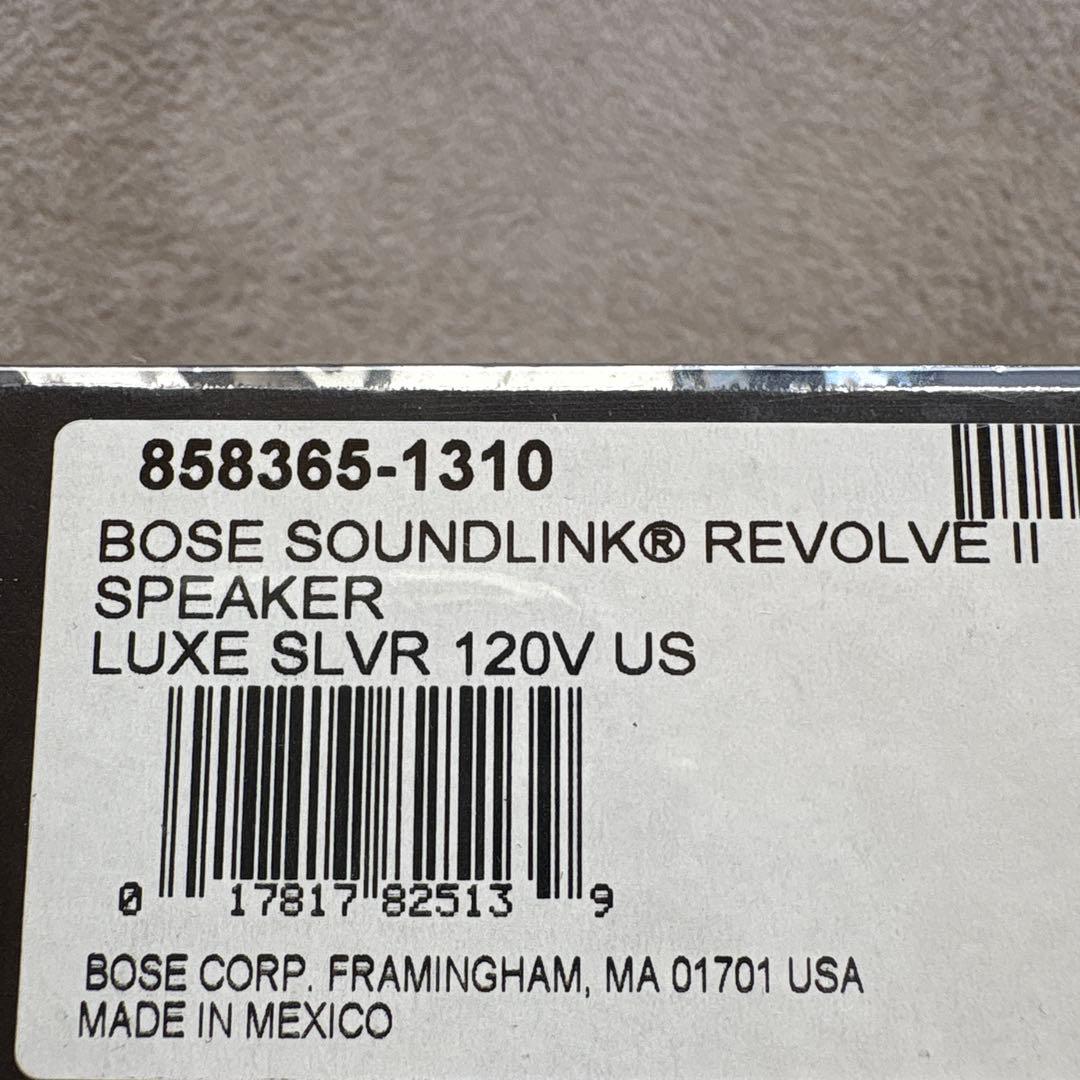 858365-1310
BOSE SOUNDLINK® REVOLVE II
SPEAKER
LUXE SLVR 120V US
0 17817 82513 9
BOSE CORP. FRAMINGHAM, MA 01701 USA
MADE IN MEXICO